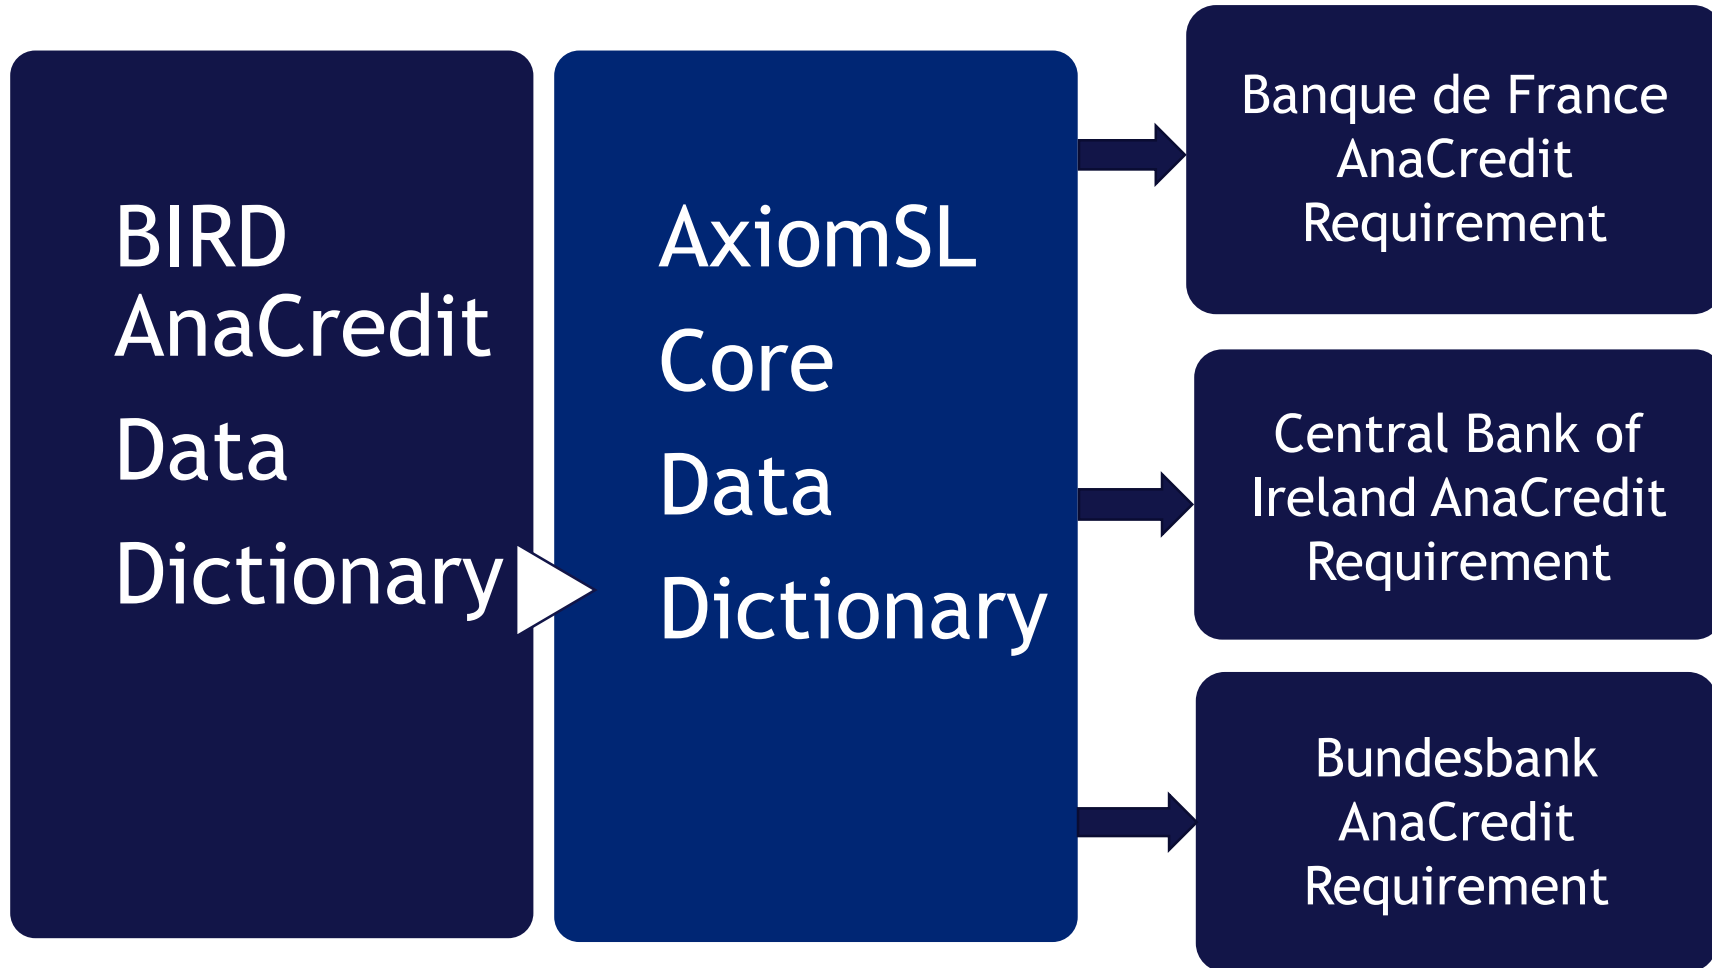 BIRD
AnaCredit
Data
Dictionary
AxiomSL
Core
Data
Dictionary
Banque de France
AnaCredit
Requirement
Central Bank of
Ireland AnaCredit
Requirement
Bundesbank
AnaCredit
Requirement